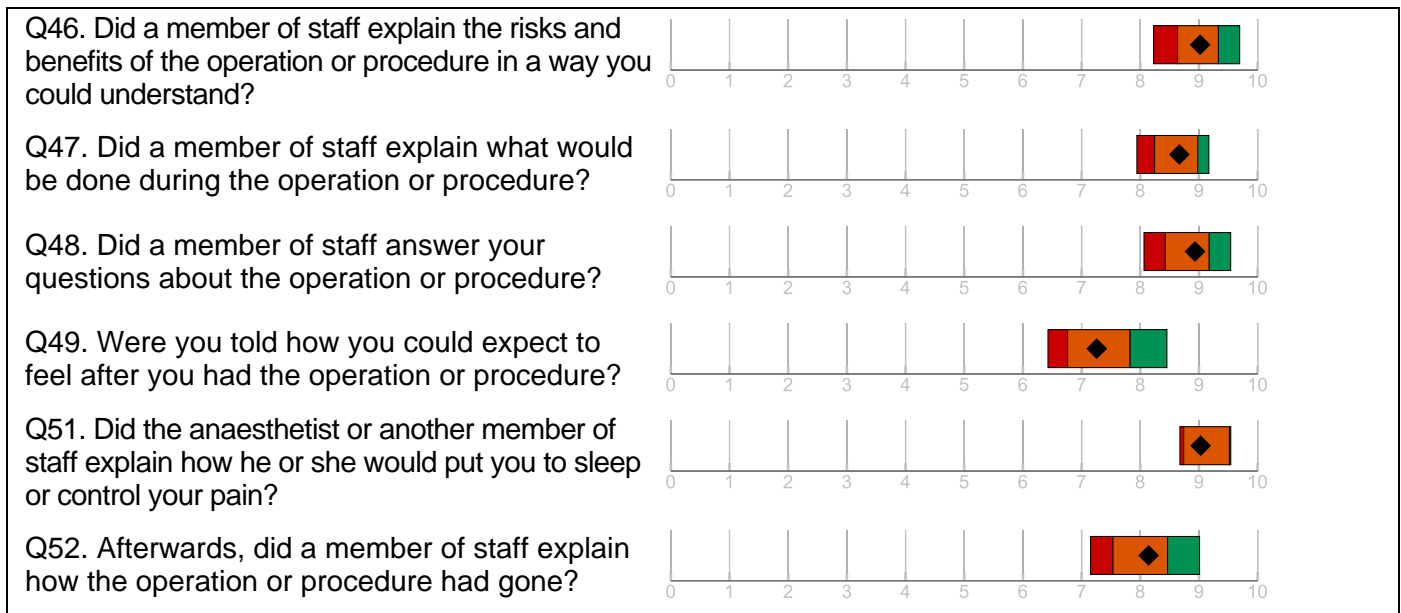 Q46. Did a member of staff explain the risks and
benefits of the operation or procedure in a way you
could understand?
0 1 2 3 4 5 6 7 8 9 10
Q47. Did a member of staff explain what would
be done during the operation or procedure?
0 1 2 3 4 5 6 7 8 9 10
Q48. Did a member of staff answer your
questions about the operation or procedure?
0 1 2 3 4 5 6 7 8 9 10
Q49. Were you told how you could expect to
feel after you had the operation or procedure?
0 1 2 3 4 5 6 7 8 9 10
Q51. Did the anaesthetist or another member of
staff explain how he or she would put you to sleep
or control your pain?
0 1 2 3 4 5 6 7 8 9 10
Q52. Afterwards, did a member of staff explain
how the operation or procedure had gone?
0 1 2 3 4 5 6 7 8 9 10